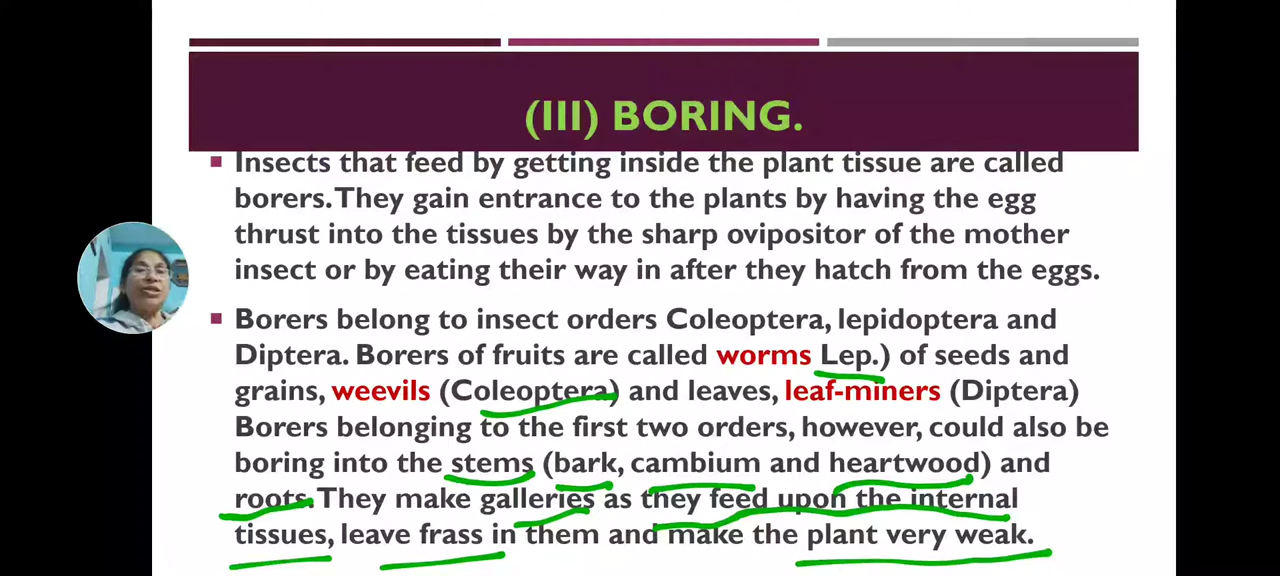 (III) BORING.
Insects that feed by getting inside the plant tissue are called
borers. They gain entrance to the plants by having the egg
thrust into the tissues by the sharp ovipositor of the mother
insect or by eating their way in after they hatch from the eggs.
Borers belong to insect orders Coleoptera, lepidoptera and
Diptera. Borers of fruits are called worms Lep.) of seeds and
grains, weevils (Coleoptera) and leaves, leaf-miners (Diptera)
Borers belonging to the first two orders, however, could also be
boring into the stems (bark, cambium and heartwood) and
roots. They make galleries as they feed upon the internal
tissues, leave frass in them and make the plant very weak.